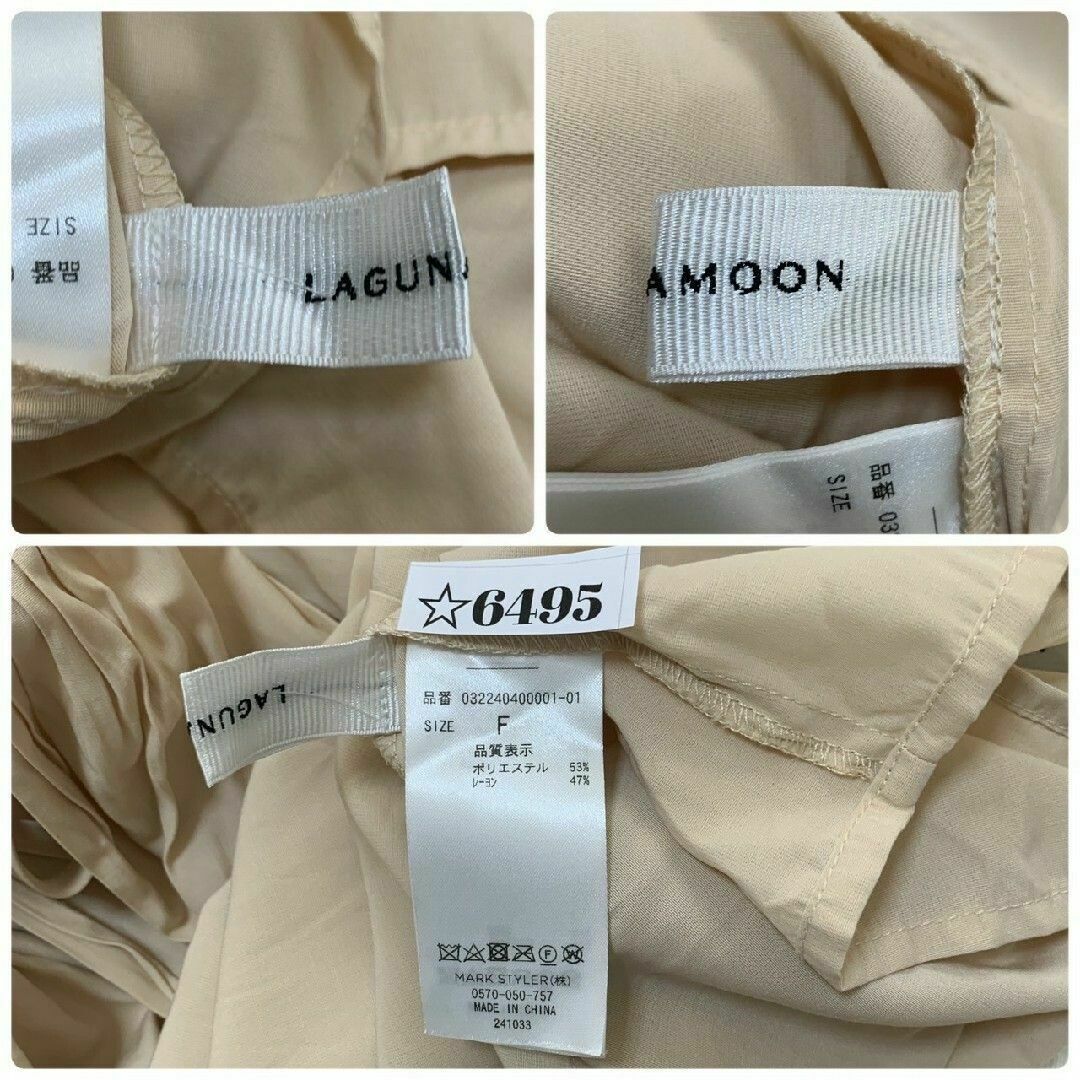 SIZE
品番
LAGUNA
AMOON
品番 03
SIZE
☆6495
LAGUNA
品番 032240400001-01
SIZE F
品質表示
ポリエステル 53%
レーヨン 47%
MARK STYLER(株)
0570-050-757
MADE IN CHINA
241033